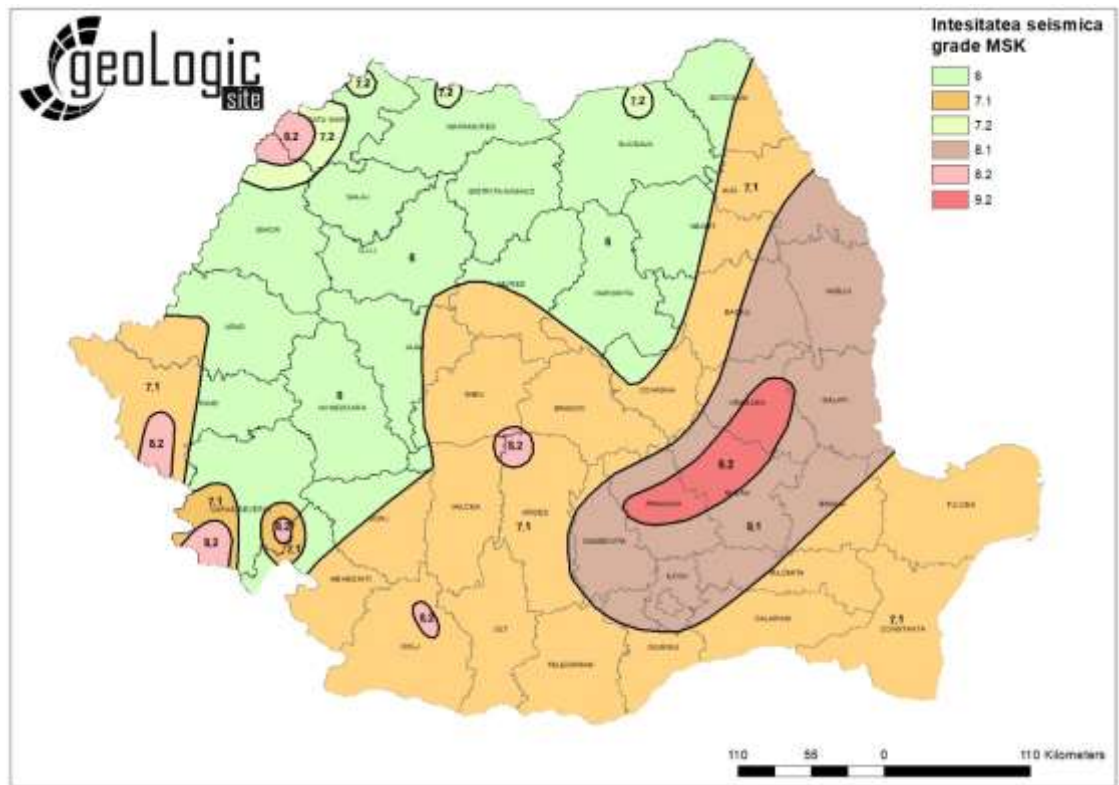 geoLogic
site
Intesitatea seismica
grade MSK
6
7.1
7.2
8.1
8.2
9.2
7.2
7.2
7.2
8.2
7.2
SATU MARE
MARAMURES
SUCEAVA
BOTOSANI
7.1
IASI
SALAJ
BISTRITA-NASAUD
BIHOR
CLUJ
6
6
NEAMT
MURES
HARGHITA
BACAU
VASLUI
ARAD
ALBA
7.1
TIMIS
6
HUNEDOARA
SIBIU
BRASOV
COVASNA
VRANCEA
GALATI
8.2
8.2
9.2
7.1
CARAS-SEVERIN
PRAHOVA
BUZAU
BRAILA
TULCEA
8.2
8.2
7.1
GORJ
VALCEA
ARGES
7.1
8.1
DAMBOVITA
MEHEDINTI
ILFOV
IALOMITA
8.2
DOLJ
OLT
CALARASI
7.1
CONSTANTA
GIURGIU
TELEORMAN
110 55 0 110 Kilometers